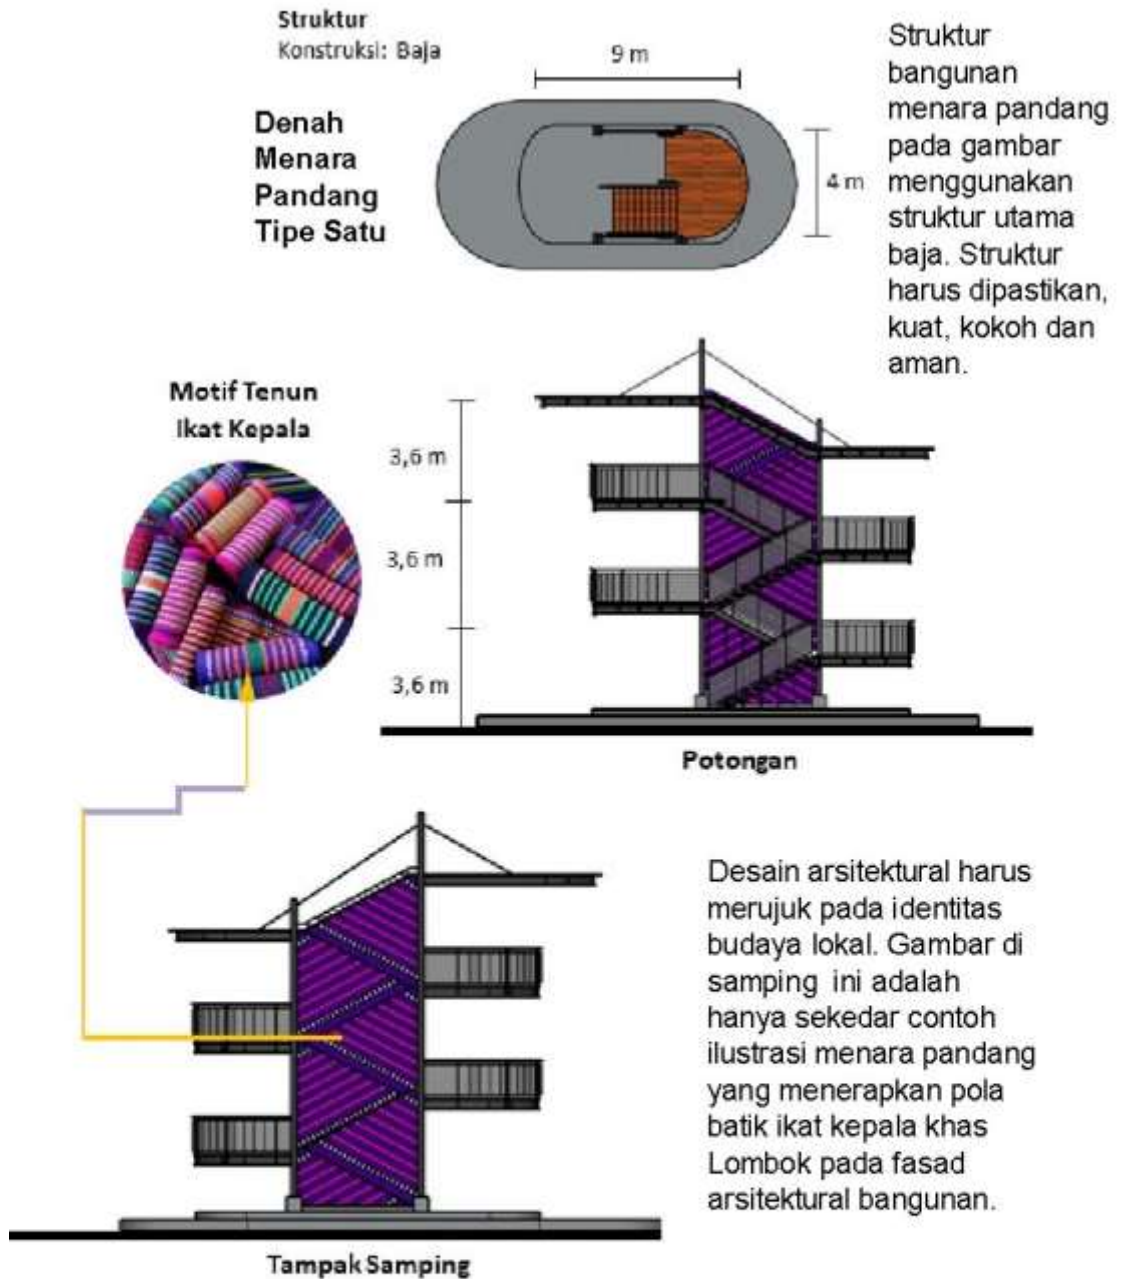 Struktur
Konstruksi: Baja
9 m
Denah
Menara
Pandang
Tipe Satu
4 m
Struktur
bangunan
menara pandang
pada gambar
menggunakan
struktur utama
baja. Struktur
harus dipastikan,
kuat, kokoh dan
aman.
Motif Tenun
Ikat Kepala
3,6 m
3,6 m
3,6 m
Potongan
Desain arsitektural harus
merujuk pada identitas
budaya lokal. Gambar di
samping ini adalah
hanya sekedar contoh
ilustrasi menara pandang
yang menerapkan pola
batik ikat kepala khas
Lombok pada fasad
arsitektural bangunan.
Tampak Samping